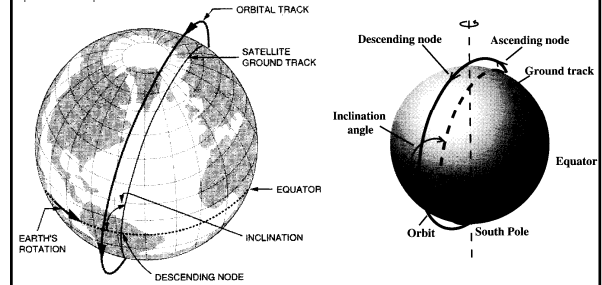 ORBITAL TRACK
SATELLITE
GROUND TRACK
EQUATOR
INCLINATION
EARTH'S
ROTATION
DESCENDING NODE
Descending node
Ascending node
Ground track
Inclination
angle
Equator
Orbit
South Pole